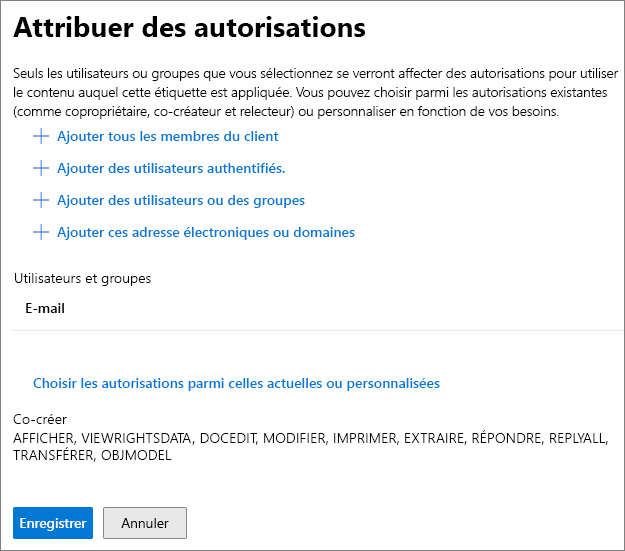 Attribuer des autorisations
Seuls les utilisateurs ou groupes que vous sélectionnez se verront affecter des autorisations pour utiliser
le contenu auquel cette étiquette est appliquée. Vous pouvez choisir parmi les autorisations existantes
(comme copropriétaire, co-créateur et relecteur) ou personnaliser en fonction de vos besoins.
Ajouter tous les membres du client
Ajouter des utilisateurs authentifiés.
Ajouter des utilisateurs ou des groupes
Ajouter ces adresse électroniques ou domaines
Utilisateurs et groupes
E-mail
Choisir les autorisations parmi celles actuelles ou personnalisées
Co-créer
AFFICHER, VIEWRIGHTSDATA, DOCEDIT, MODIFIER, IMPRIMER, EXTRAIRE, RÉPONDRE, REPLYALL,
TRANSFÉRER, OBJMODEL
Enregistrer
Annuler